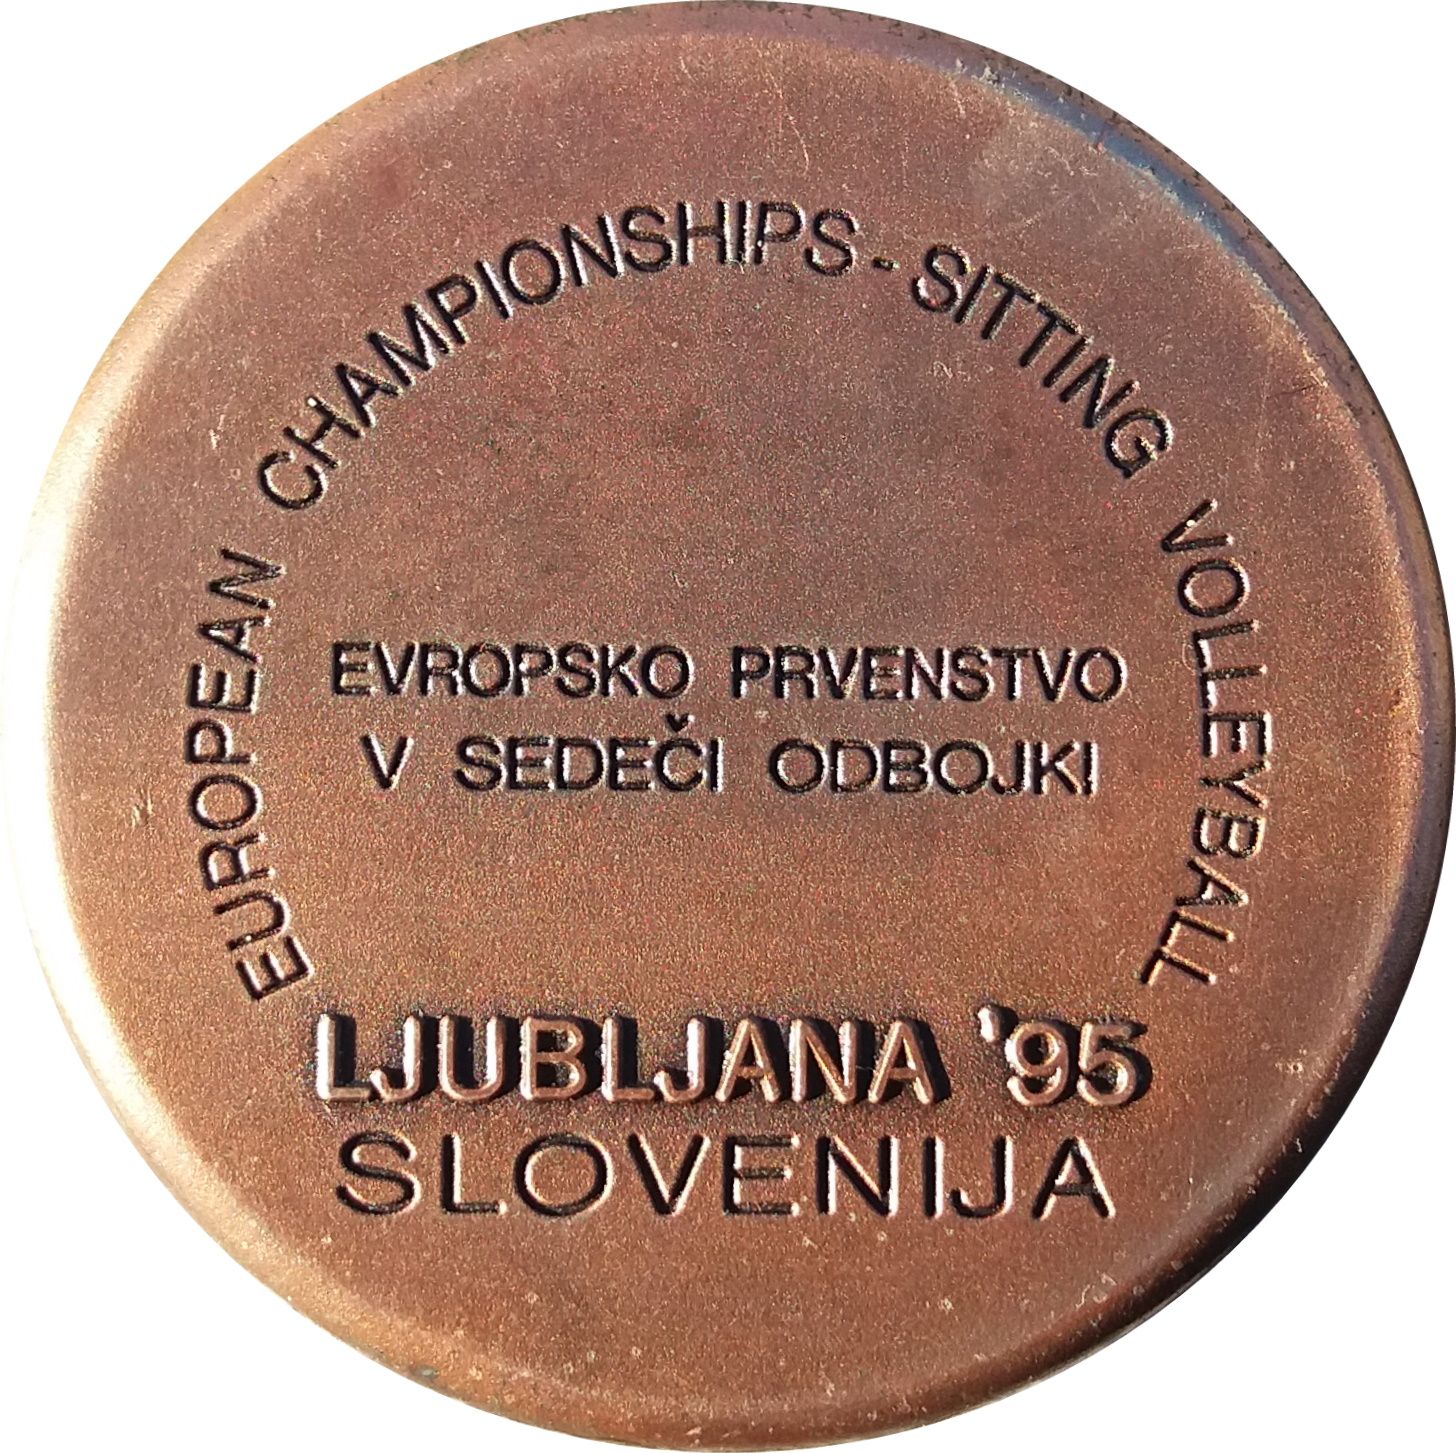 EUROPEAN CHAMPIONSHIPS - SITTING VOLLEYBALL
EVROPSKO PRVENSTVO
V SEDEČI ODBOJKI
LJUBLJANA '95
SLOVENIJA